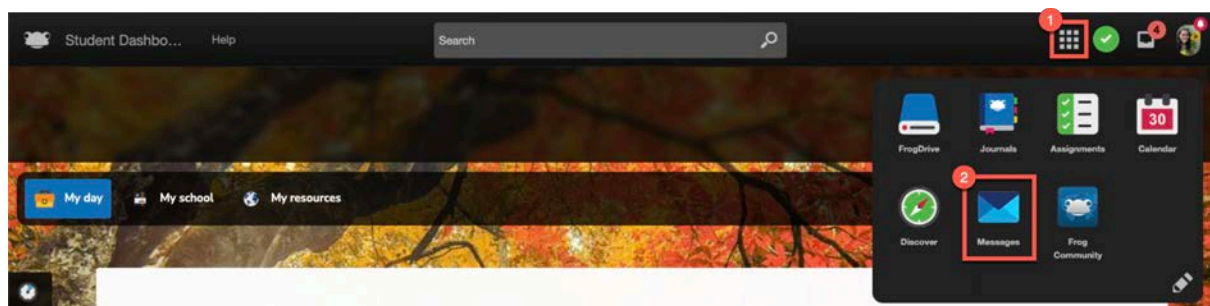 1
Student Dashbo... Help Search 4
FrogDrive Journals Assignments 30 Calendar
2
My day My school My resources
Discover Messages Frog
Community